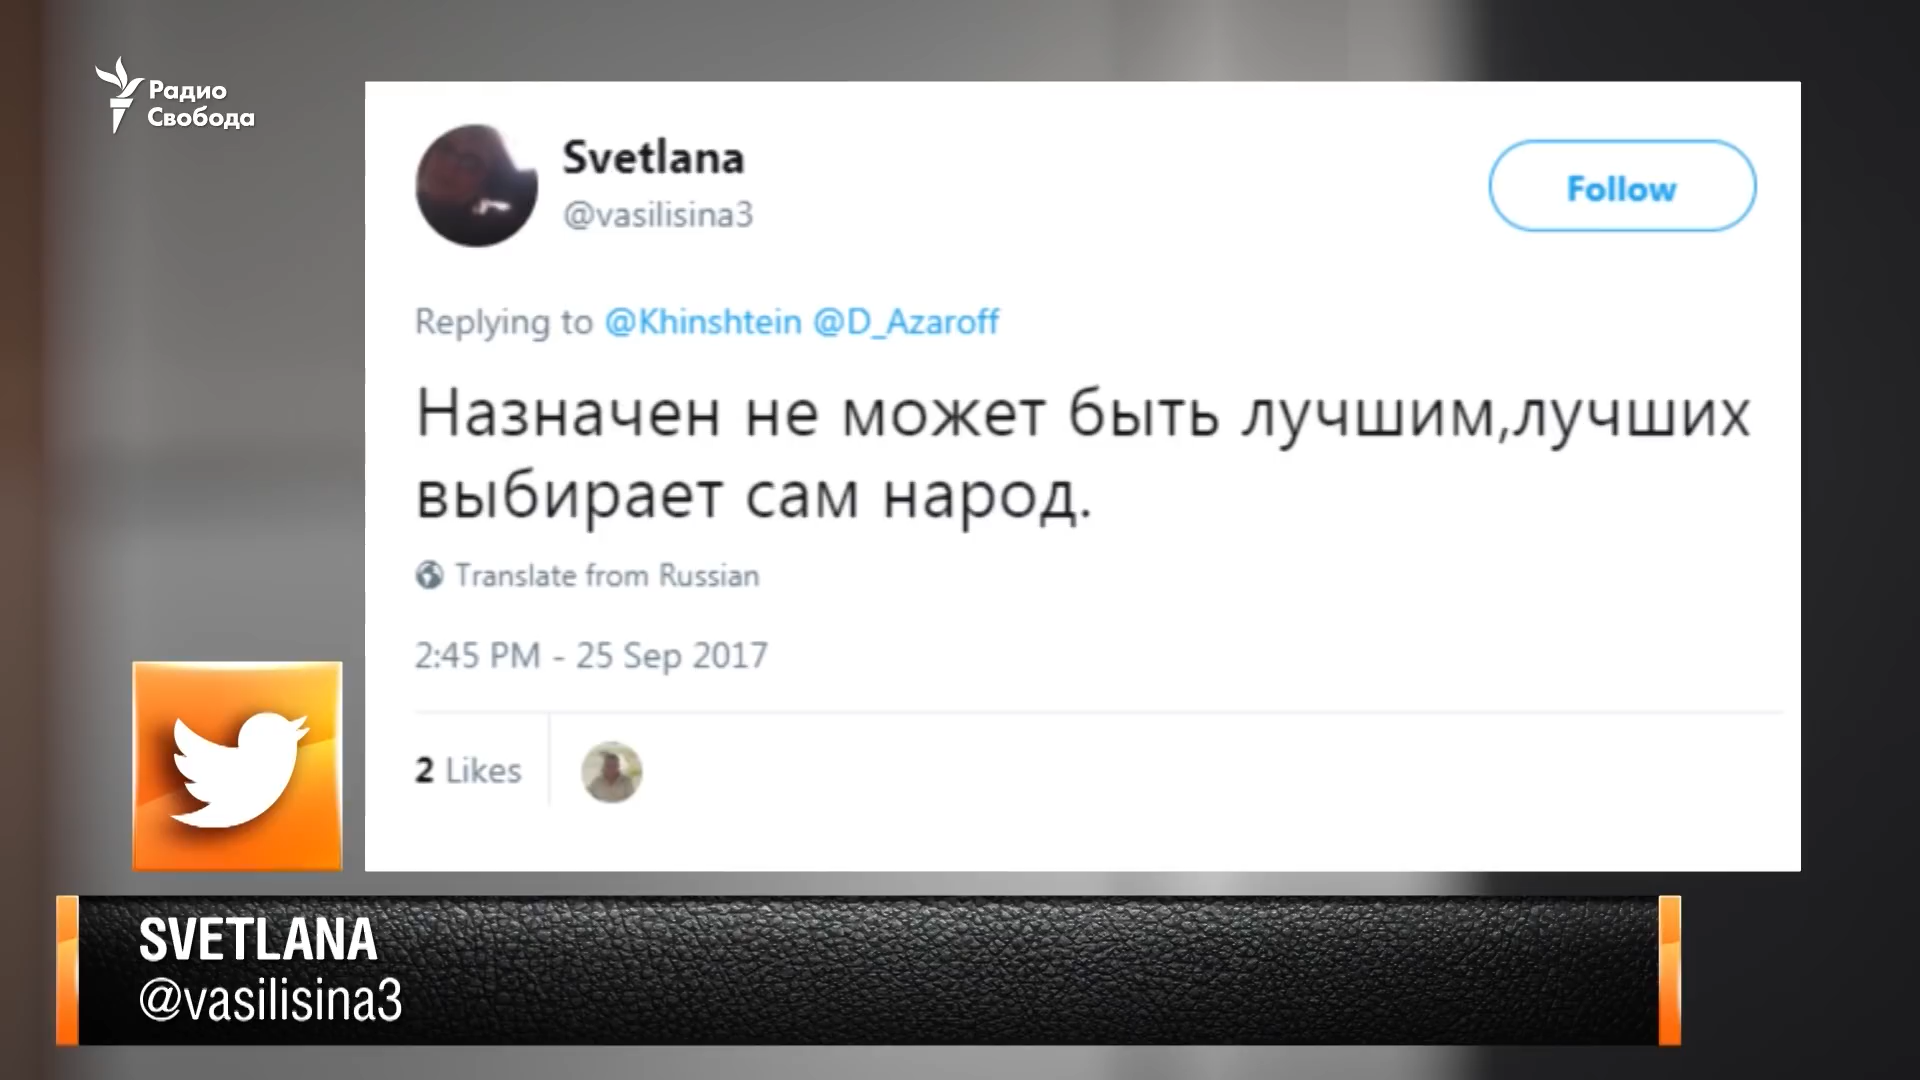 Радио
Свобода
Svetlana
@vasilisina3
Follow
Replying to @Khinshtein @D_Azaroff
Назначен не может быть лучшим,лучших
выбирает сам народ.
Translate from Russian
2:45 PM - 25 Sep 2017
2 Likes
SVETLANA
@vasilisina3